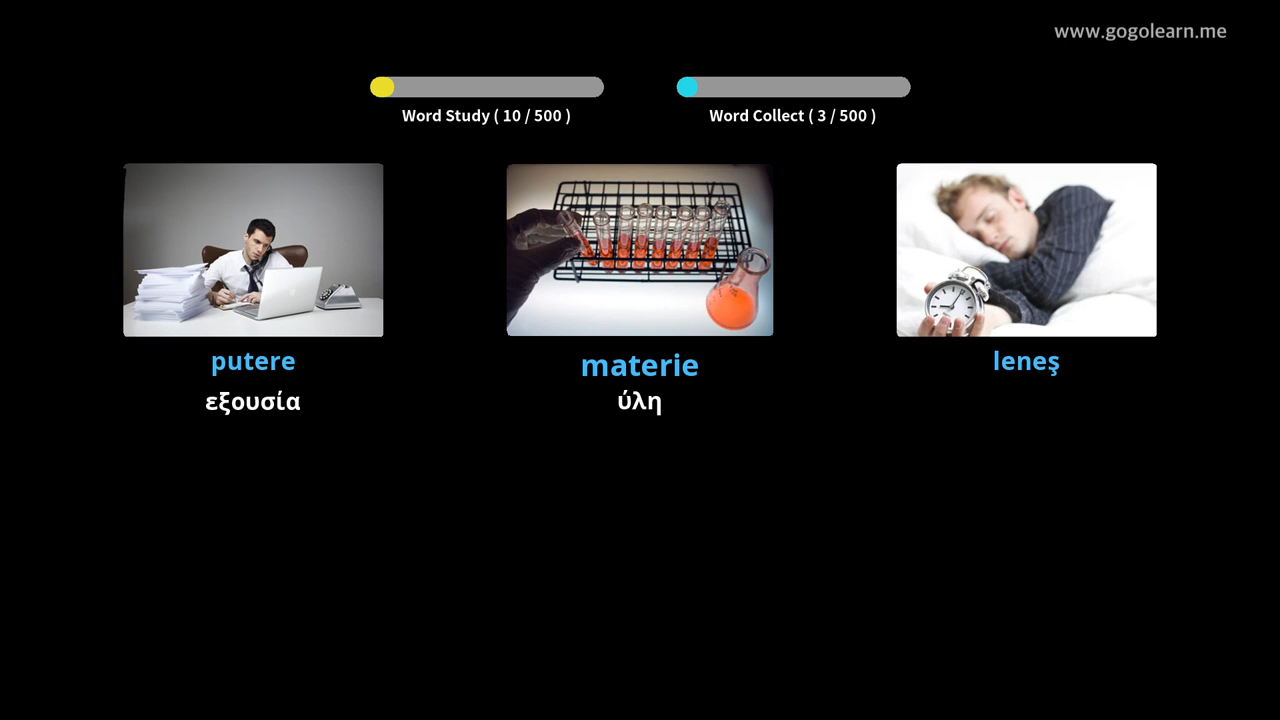 www.gogolearn.me
Word Study ( 10 / 500 )
Word Collect ( 3 / 500 )
putere
materie
leneş
εξουσία
ύλη